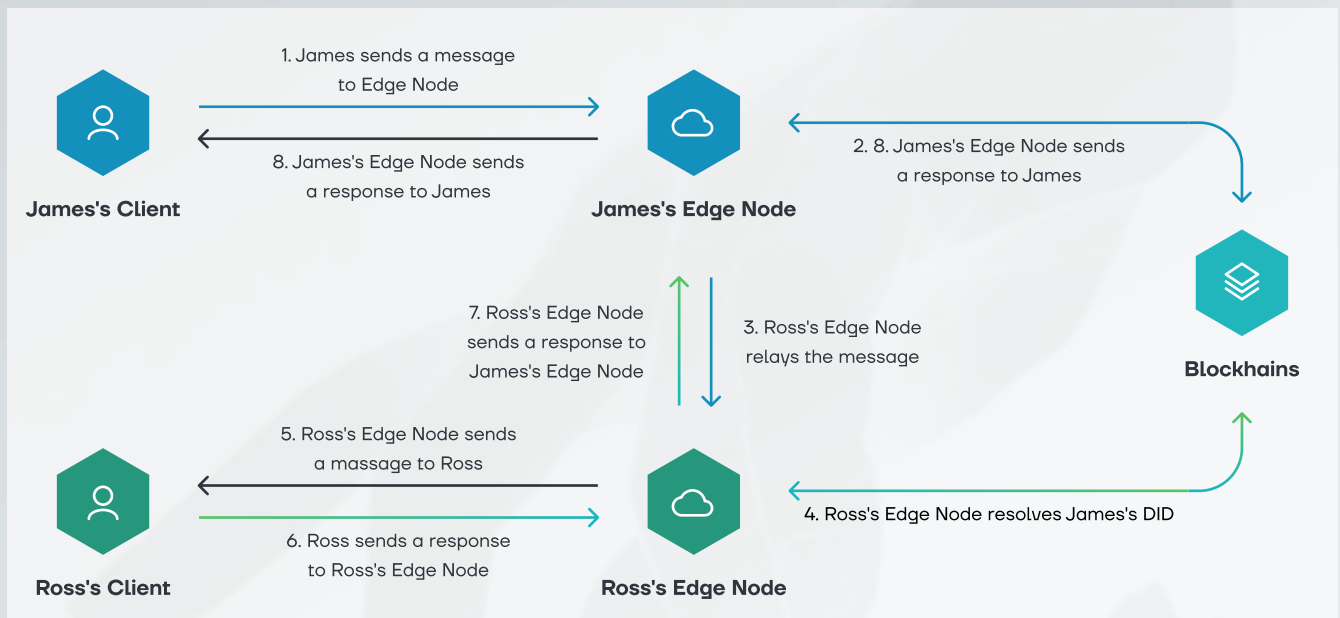 1. James sends a message
to Edge Node
8. James's Edge Node sends
a response to James
James's Client
James's Edge Node
2. 8. James's Edge Node sends
a response to James
7. Ross's Edge Node
sends a response to
James's Edge Node
3. Ross's Edge Node
relays the message
Blockhains
5. Ross's Edge Node sends
a massage to Ross
6. Ross sends a response
to Ross's Edge Node
4. Ross's Edge Node resolves James's DID
Ross's Client
Ross's Edge Node